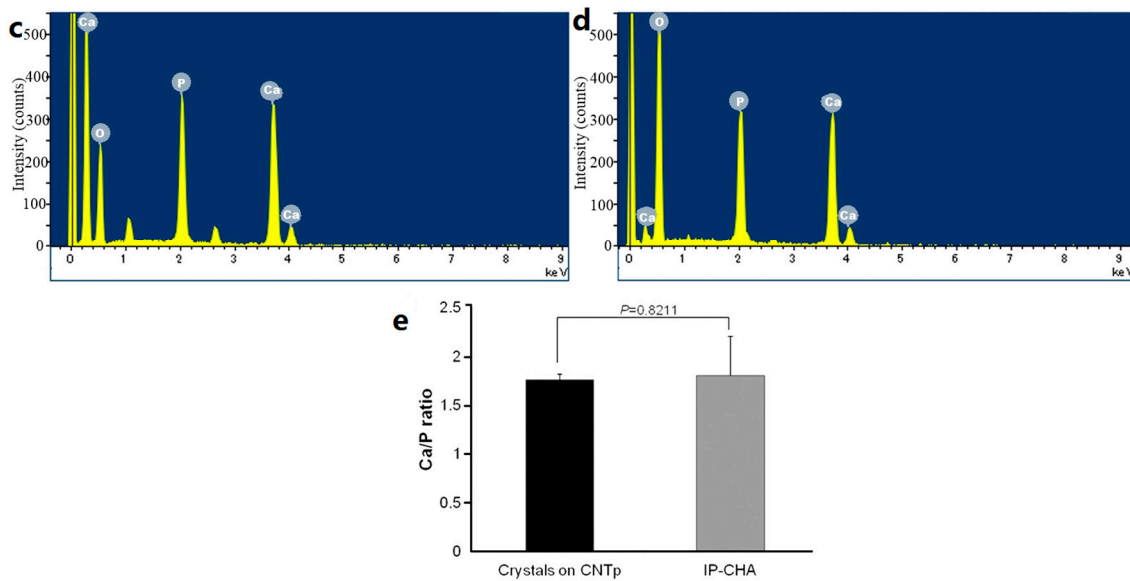 c
Intensity (counts)
500
400
300
200
100
0
Ca
O
P
Ca
Ca
0 1 2 3 4 5 6 7 8 9
keV
d
Intensity (counts)
500
400
300
200
100
0
Ca
O
P
Ca
Ca
0 1 2 3 4 5 6 7 8 9
keV
e
P=0.8211
Ca/P ratio
2.5
2
1.5
1
0.5
0
Crystals on CNTp
IP-CHA